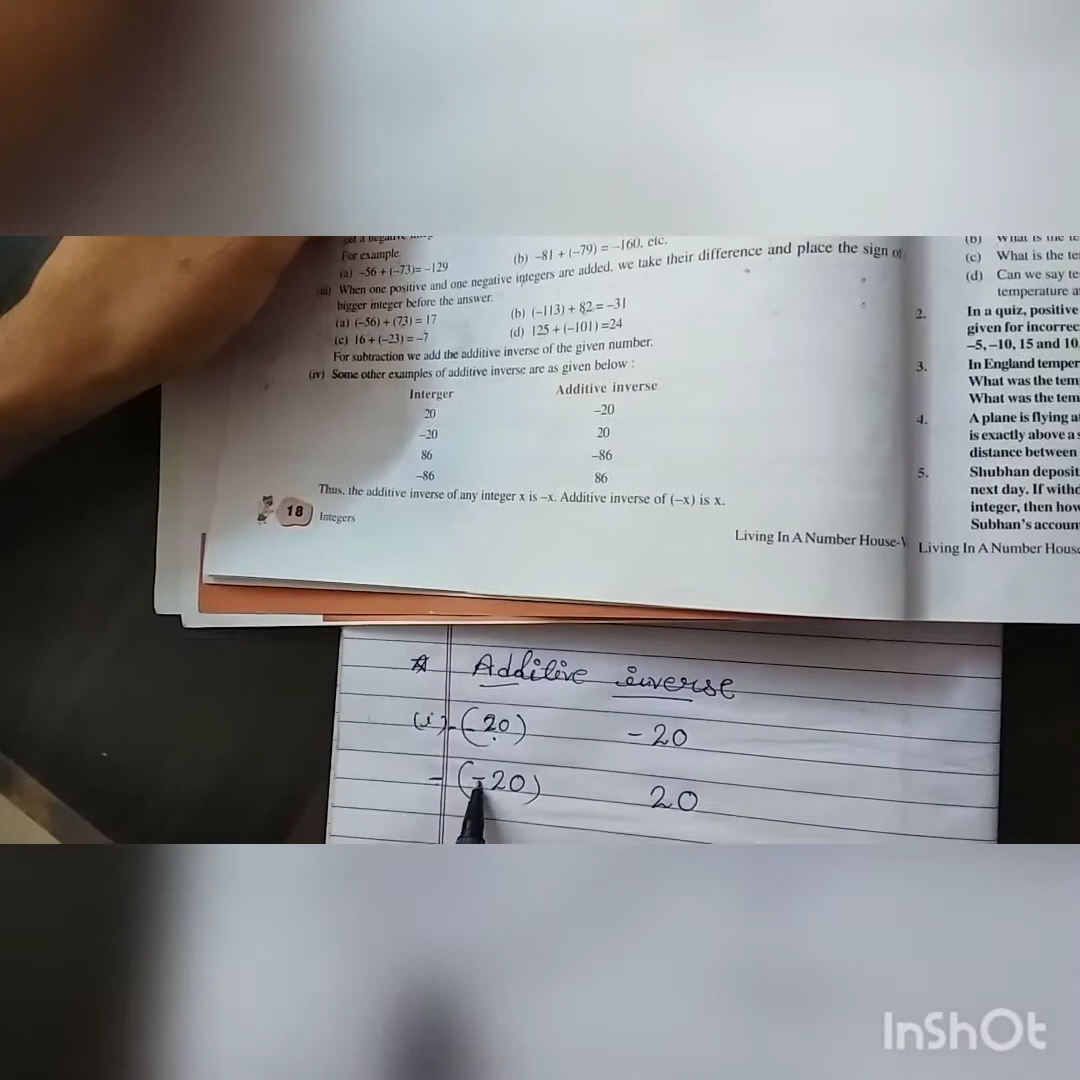 For example.
(a) –56 + (–73)= –129
(b) –81 + (–79) = –160, etc.
(iii) When one positive and one negative integers are added, we take their difference and place the sign of
bigger integer before the answer.
(a) (–56) + (73) = 17
(b) (–113) + 82 = –31
(c) 16 + (–23) = –7
(d) 125 + (–101) =24
For subtraction we add the additive inverse of the given number.
(iv) Some other examples of additive inverse are as given below :
Interger Additive inverse
20 –20
–20 20
86 –86
–86 86
Thus, the additive inverse of any integer x is –x. Additive inverse of (–x) is x.
18 Integers
Living In A Number House-V
(c) What is the te
(d) Can we say te
temperature a
2. In a quiz, positive
given for incorrec
–5, –10, 15 and 10
3. In England temper
What was the tem
What was the tem
4. A plane is flying a
is exactly above a s
distance between
5. Shubhan deposit
next day. If withd
integer, then how
Subhan's accoun
Living In A Number House
Additive inverse
(i) -(20) -20
-(-20) 20
InShOt